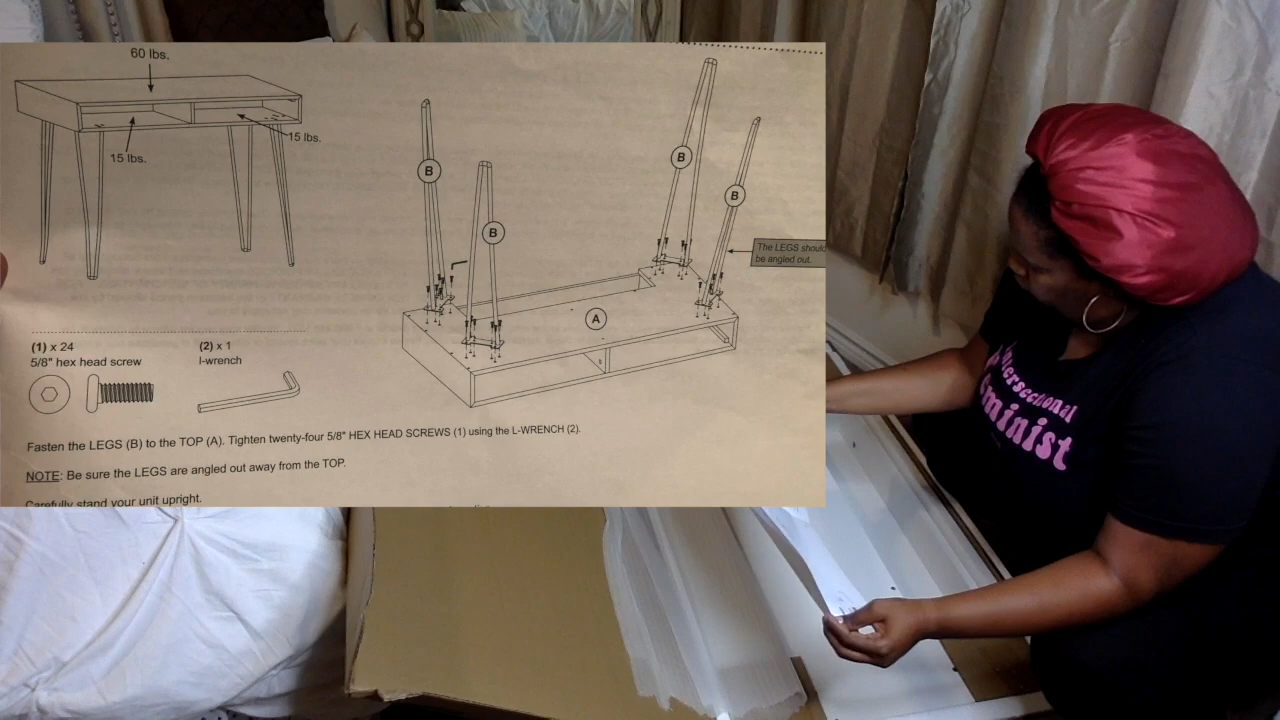 60 lbs.
15 lbs.
15 lbs.
B
B
B
B
The LEGS should
be angled out.
A
(1) x 24
5/8" hex head screw
(2) x 1
l-wrench
Fasten the LEGS (B) to the TOP (A). Tighten twenty-four 5/8" HEX HEAD SCREWS (1) using the L-WRENCH (2).
NOTE: Be sure the LEGS are angled out away from the TOP.
Carefully stand your unit upright.
intersectional
feminist